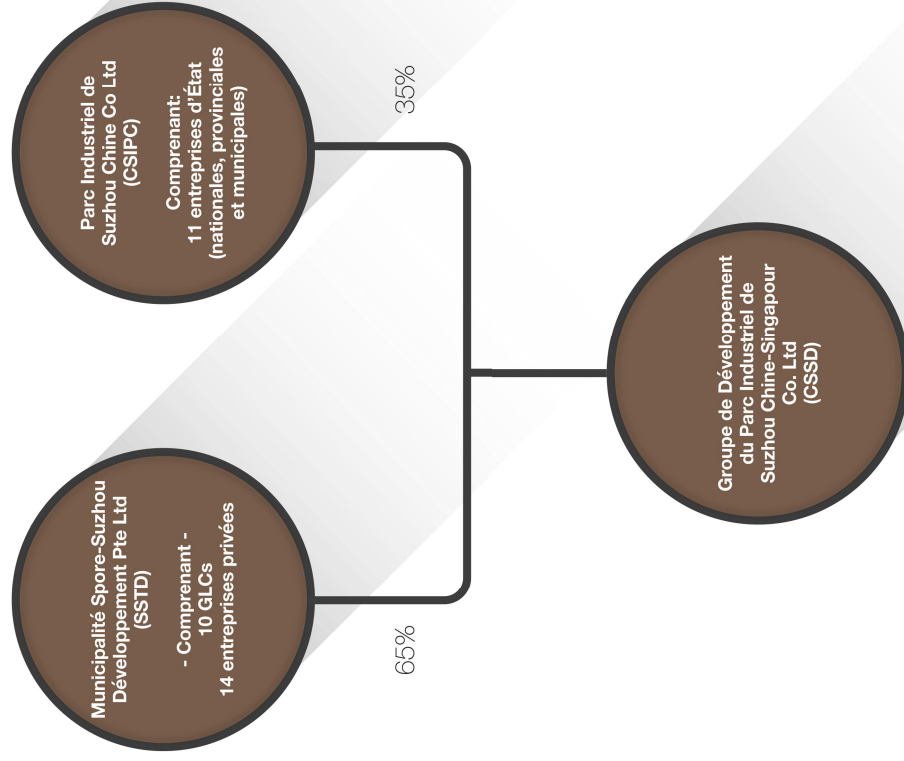 Municipalité Spore-Suzhou
Développement Pte Ltd
(SSTD)
- Comprenant -
10 GLCs
14 entreprises privées
65%
Parc Industriel de
Suzhou Chine Co Ltd
(CSIPC)
Comprenant:
11 entreprises d'État
(nationales, provinciales
et municipales)
35%
Groupe de Développement
du Parc Industriel de
Suzhou Chine-Singapour
Co. Ltd
(CSSD)